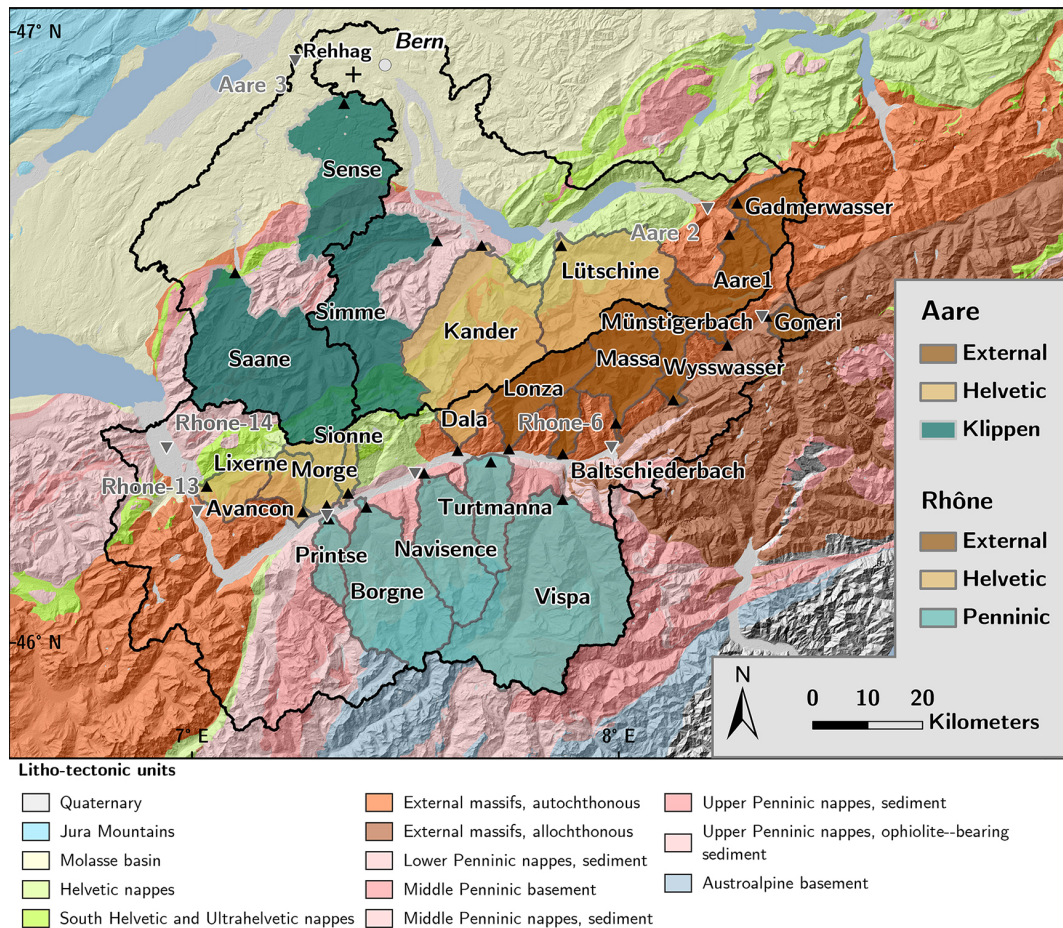 47° N
Bern
Rehhag
Aare 3
Sense
Gadmerwasser
Aare 2
Lütschine
Aare1
Simme
Münstigerbach
Goneri
Kander
Saane
Massa
Wysswasser
Lonza
Dala
Rhone-6
Rhone-14
Sionne
Lixerne
Morge
Baltschiederbach
Rhone-13
Avancon
Turtmanna
Printse
Navisence
Borgne
Vispa
46° N
7° E
8° E
Aare
External
Helvetic
Klippen
Rhône
External
Helvetic
Penninic
N
0 10 20
Kilometers
Litho-tectonic units
Quaternary
Jura Mountains
Molasse basin
Helvetic nappes
South Helvetic and Ultrahelvetic nappes
External massifs, autochthonous
External massifs, allochthonous
Lower Penninic nappes, sediment
Middle Penninic basement
Middle Penninic nappes, sediment
Upper Penninic nappes, sediment
Upper Penninic nappes, ophiolite--bearing
sediment
Austroalpine basement